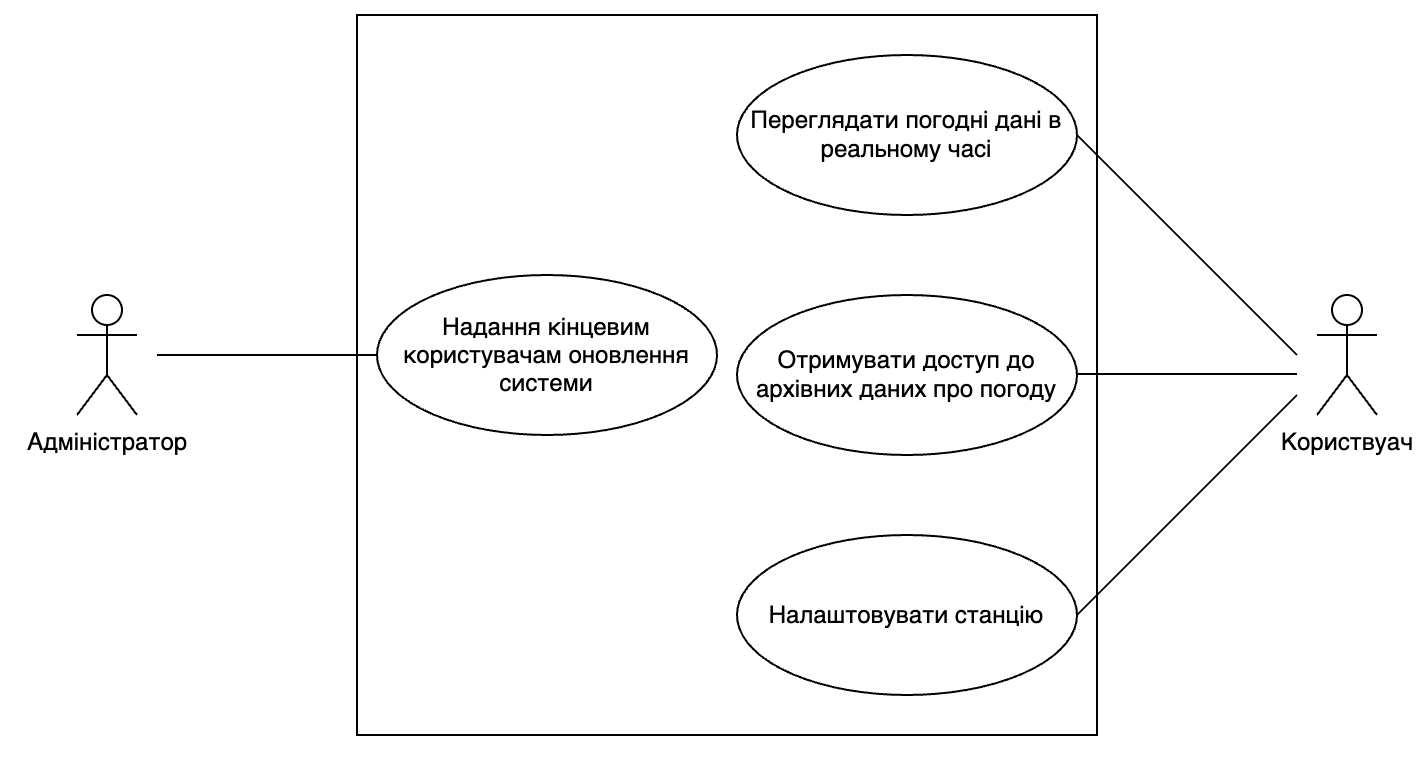 Переглядати погодні дані в
реальному часі
Надання кінцевим
користувачам оновлення
системи
Отримувати доступ до
архівних даних про погоду
Адміністратор
Користвуач
Налаштовувати станцію